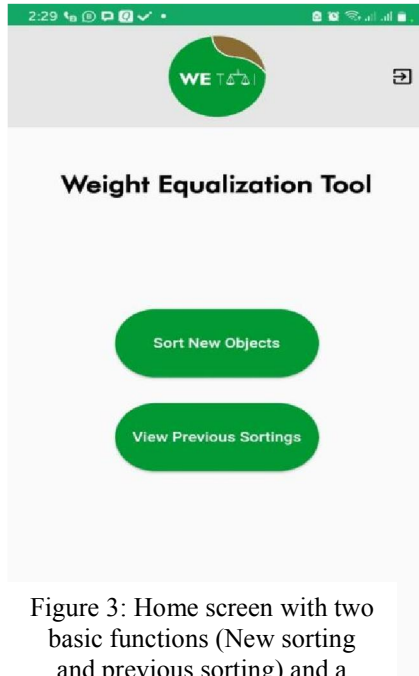 2:29
WE
Weight Equalization Tool
Sort New Objects
View Previous Sortings
Figure 3: Home screen with two
basic functions (New sorting
and previous sorting) and a